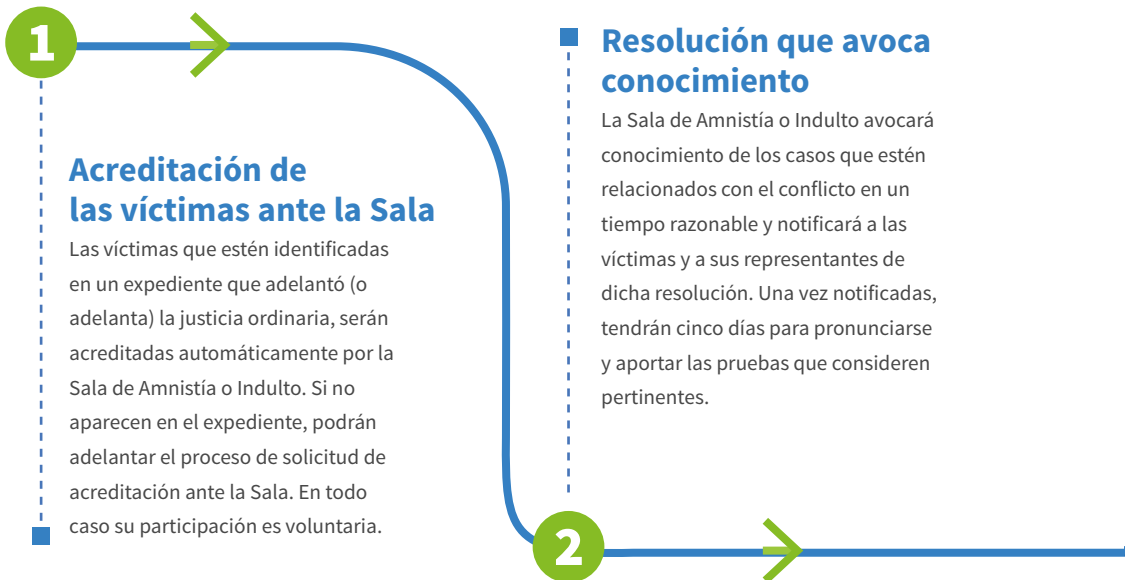 1
Acreditación de
las víctimas ante la Sala
Las víctimas que estén identificadas
en un expediente que adelantó (o
adelanta) la justicia ordinaria, serán
acreditadas automáticamente por la
Sala de Amnistía o Indulto. Si no
aparecen en el expediente, podrán
adelantar el proceso de solicitud de
acreditación ante la Sala. En todo
caso su participación es voluntaria.
2
Resolución que avoca
conocimiento
La Sala de Amnistía o Indulto avocará
conocimiento de los casos que estén
relacionados con el conflicto en un
tiempo razonable y notificará a las
víctimas y a sus representantes de
dicha resolución. Una vez notificadas,
tendrán cinco días para pronunciarse
y aportar las pruebas que consideren
pertinentes.